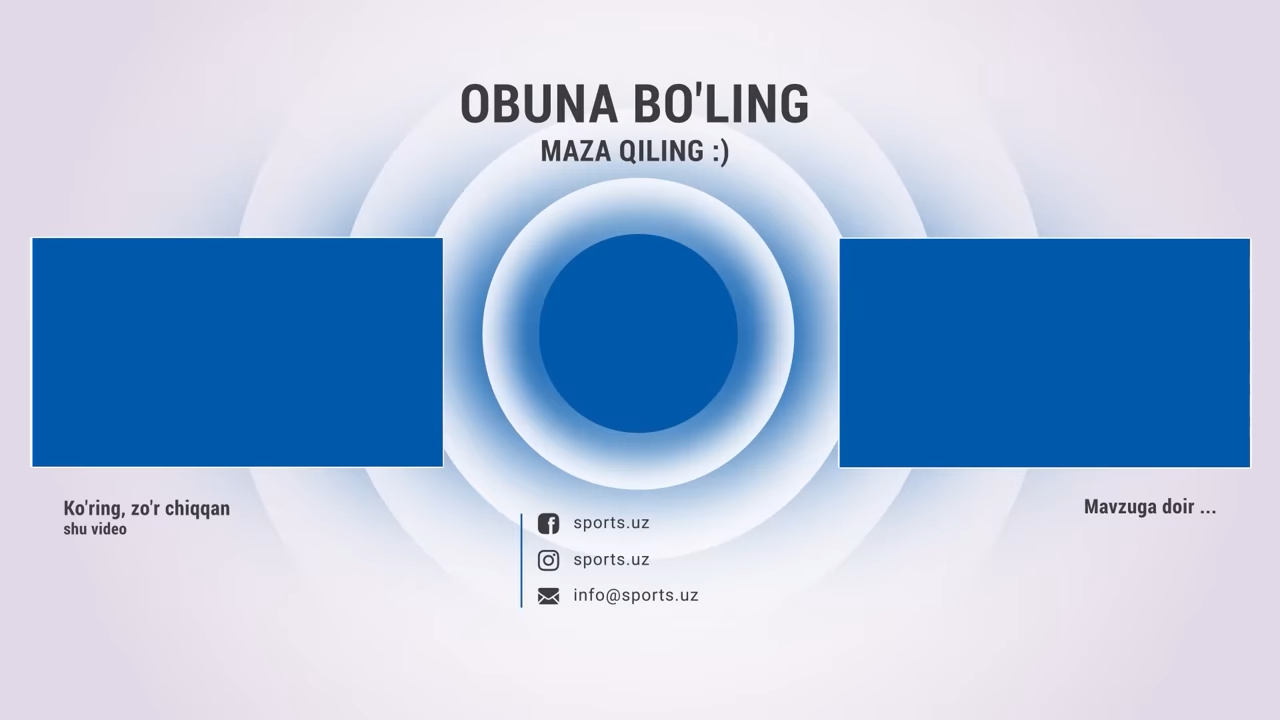 OBUNA BO'LING
MAZA QILING :)
Ko'ring, zo'r chiqqan
shu video
Mavzuga doir ...
sports.uz
sports.uz
info@sports.uz